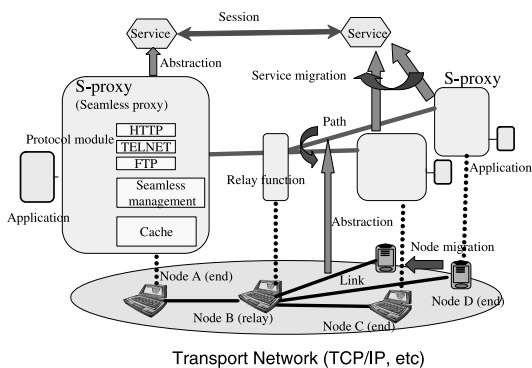 Session
Service
Service
Abstraction
Service migration
S-proxy
S-proxy
(Seamless proxy)
Path
Protocol module
HTTP
TELNET
FTP
Relay function
Application
Seamless
management
Application
Abstraction
Cache
Node migration
Node A (end)
Link
Node B (relay)
Node C (end)
Node D (end)
Transport Network (TCP/IP, etc)